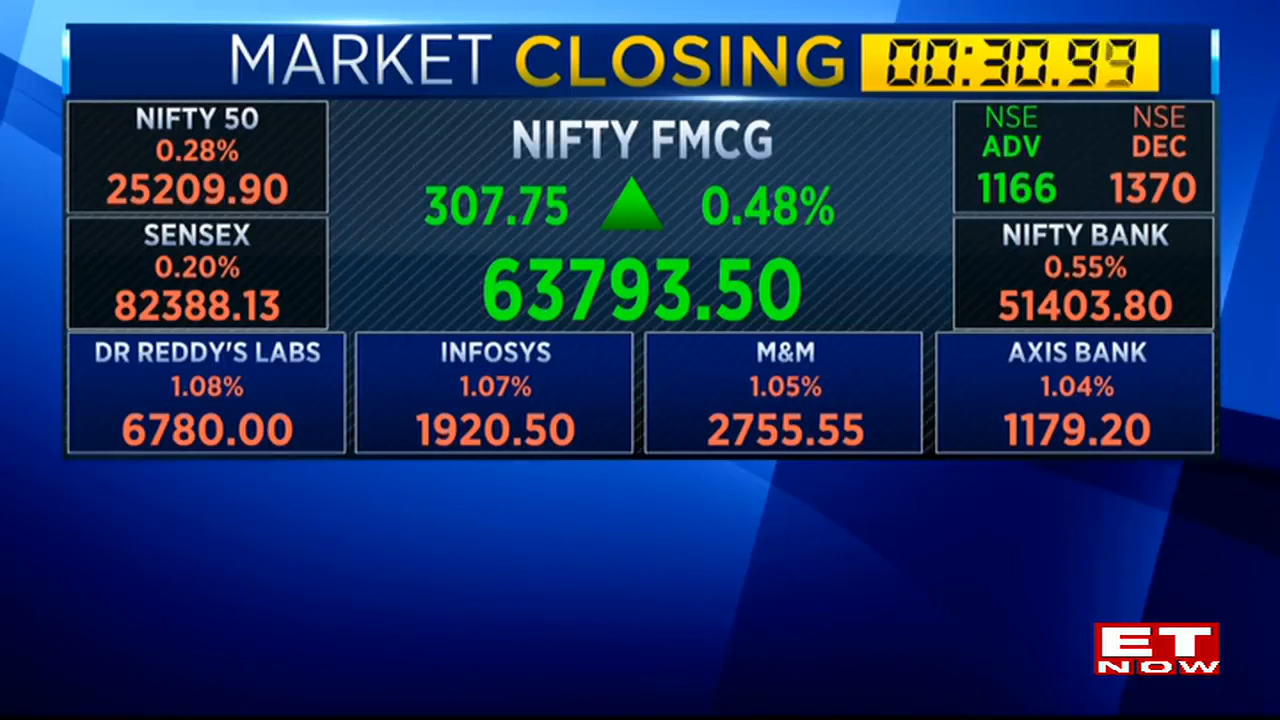 MARKET CLOSING 00:30.99
NIFTY 50
0.28%
25209.90
SENSEX
0.20%
82388.13
NIFTY FMCG
307.75 0.48%
63793.50
NSE NSE
ADV DEC
1166 1370
NIFTY BANK
0.55%
51403.80
DR REDDY'S LABS
1.08%
6780.00
INFOSYS
1.07%
1920.50
M&M
1.05%
2755.55
AXIS BANK
1.04%
1179.20
ET
NOW